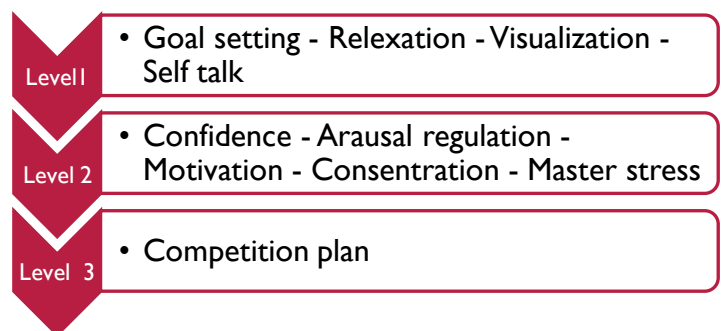 Level1
• Goal setting - Relexation - Visualization -
Self talk
Level 2
• Confidence - Arausal regulation -
Motivation - Consentration - Master stress
Level 3
• Competition plan